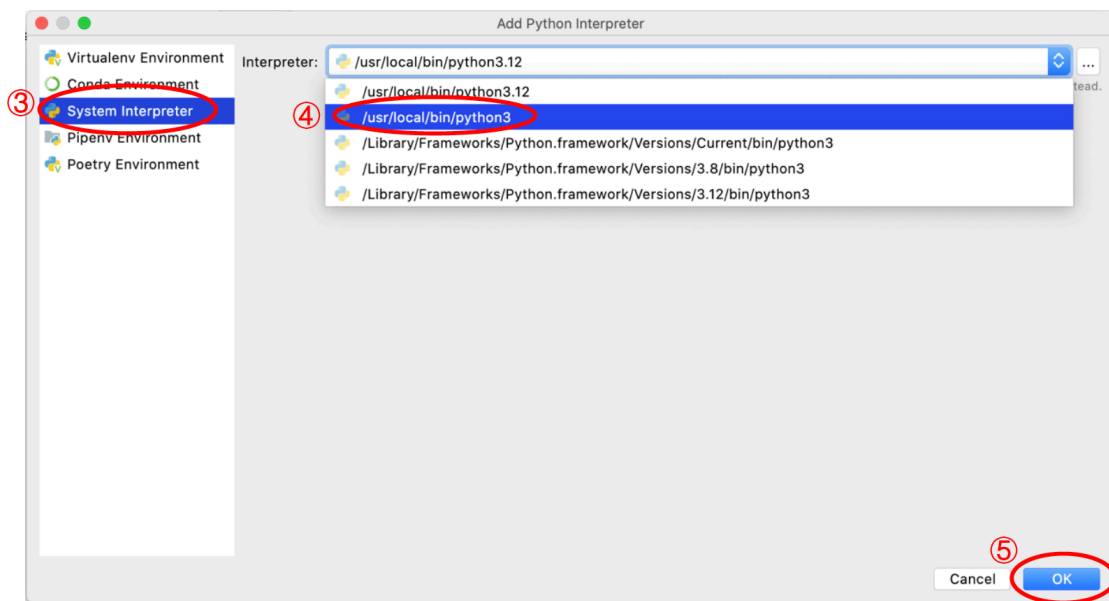 Add Python Interpreter
Virtualenv Environment
Conda Environment
③ System Interpreter
Pipenv Environment
Poetry Environment
Interpreter: /usr/local/bin/python3.12 ...
tead.
/usr/local/bin/python3.12
④ /usr/local/bin/python3
/Library/Frameworks/Python.framework/Versions/Current/bin/python3
/Library/Frameworks/Python.framework/Versions/3.8/bin/python3
/Library/Frameworks/Python.framework/Versions/3.12/bin/python3
⑤
Cancel OK